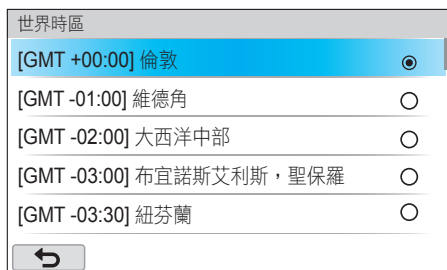 世界時區
[GMT +00:00] 倫敦
[GMT -01:00] 維德角
[GMT -02:00] 大西洋中部
[GMT -03:00] 布宜諾斯艾利斯，聖保羅
[GMT -03:30] 紐芬蘭